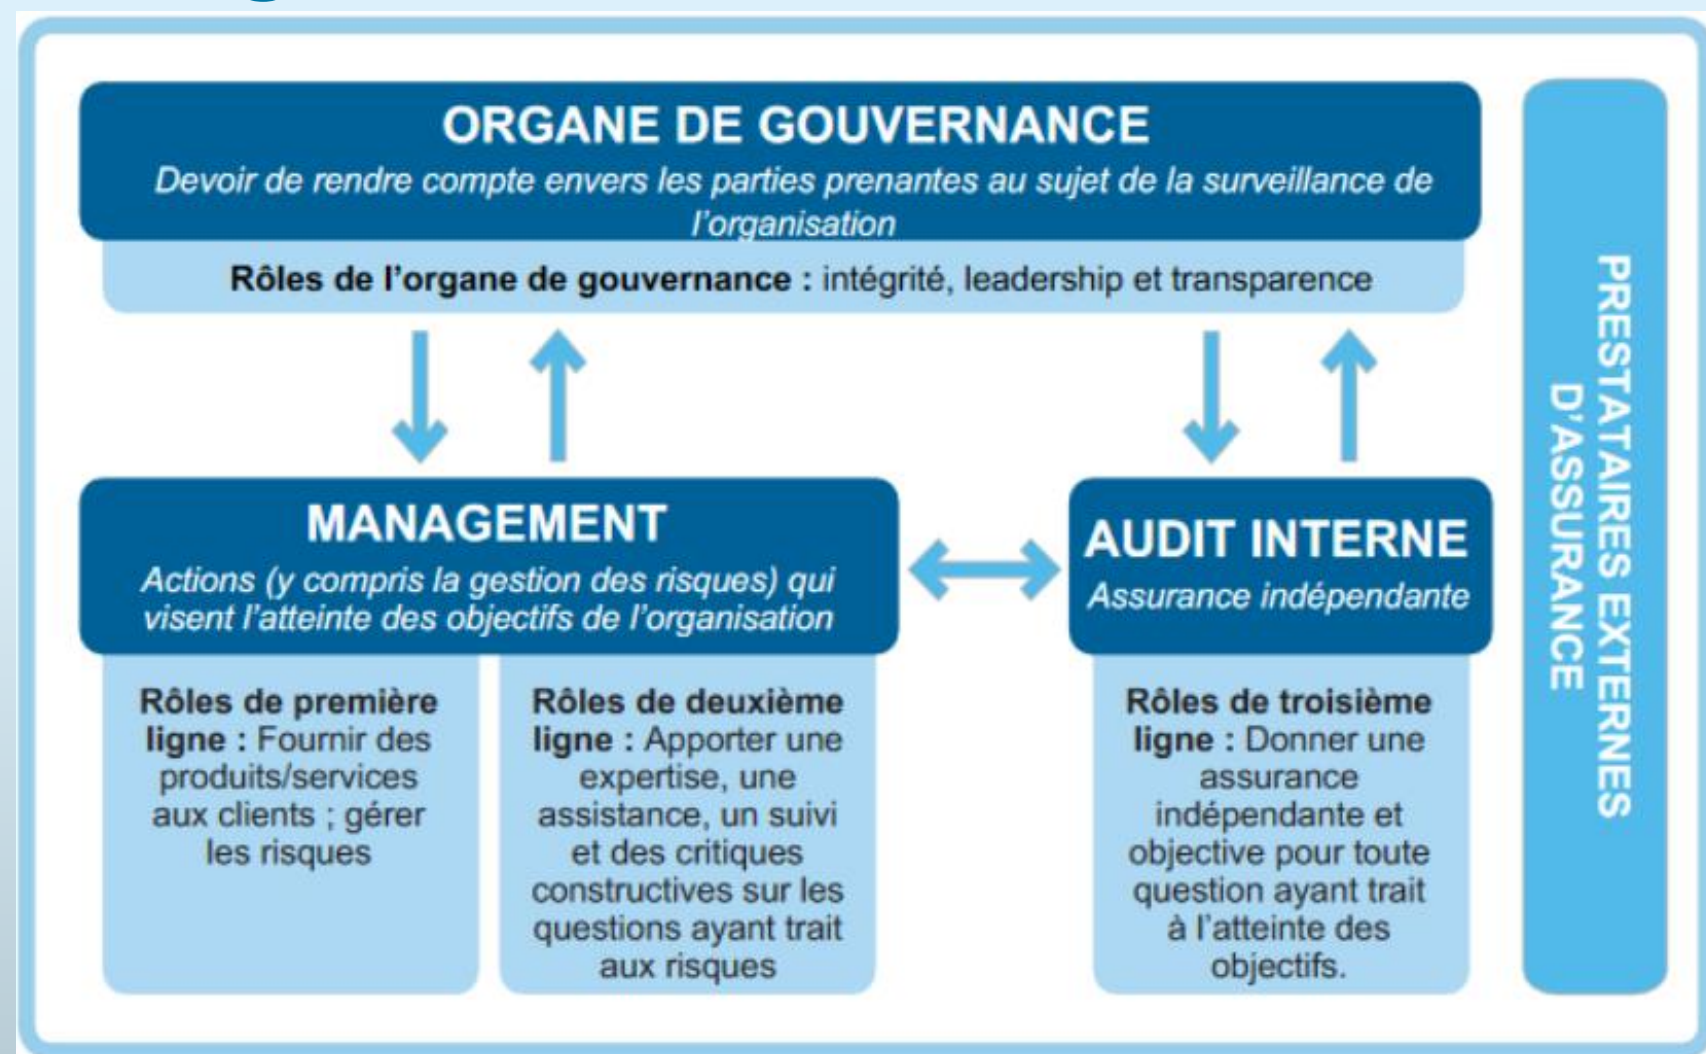 ORGANE DE GOUVERNANCE
Devoir de rendre compte envers les parties prenantes au sujet de la surveillance de
l'organisation
Rôles de l'organe de gouvernance : intégrité, leadership et transparence
MANAGEMENT
Actions (y compris la gestion des risques) qui
visent l'atteinte des objectifs de l'organisation
Rôles de première
ligne : Fournir des
produits/services
aux clients ; gérer
les risques
Rôles de deuxième
ligne : Apporter une
expertise, une
assistance, un suivi
et des critiques
constructives sur les
questions ayant trait
aux risques
AUDIT INTERNE
Assurance indépendante
Rôles de troisième
ligne : Donner une
assurance
indépendante et
objective pour toute
question ayant trait
à l'atteinte des
objectifs.
PRESTATAIRES EXTERNES
D'ASSURANCE